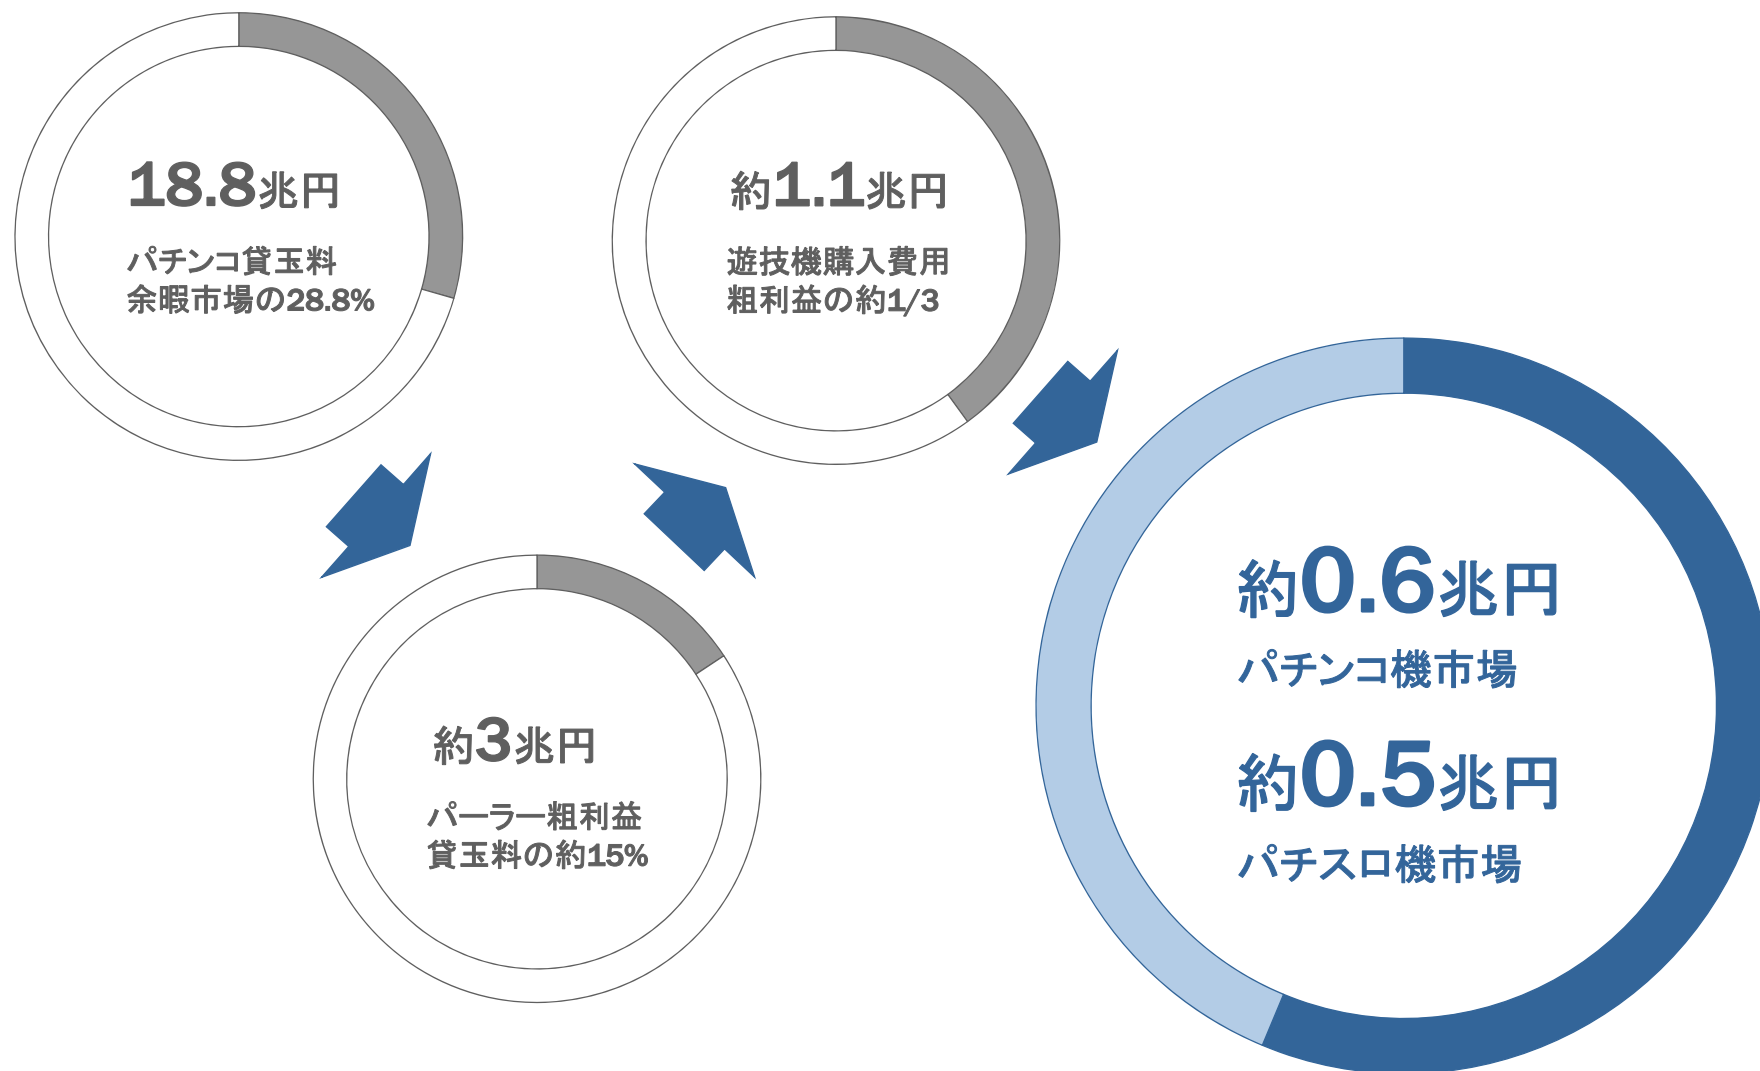 18.8兆円
パチンコ貸玉料
余暇市場の28.8%
約3兆円
パーラー粗利益
貸玉料の約15%
約1.1兆円
遊技機購入費用
粗利益の約1/3
約0.6兆円
パチンコ機市場
約0.5兆円
パチスロ機市場